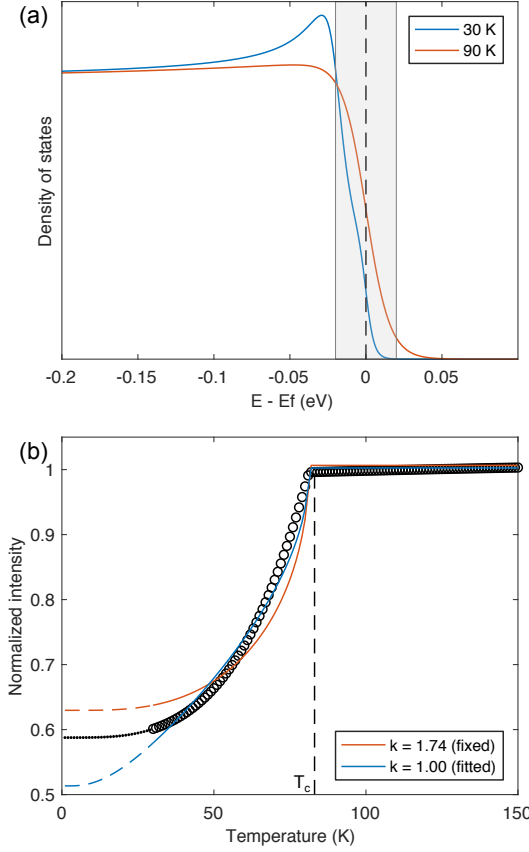 (a)
30 K
90 K
Density of states
-0.2
-0.15
-0.1
-0.05
0
0.05
E - Ef (eV)
(b)
1
0.9
0.8
0.7
0.6
0.5
Normalized intensity
k = 1.74 (fixed)
k = 1.00 (fitted)
Tc
0
50
100
150
Temperature (K)